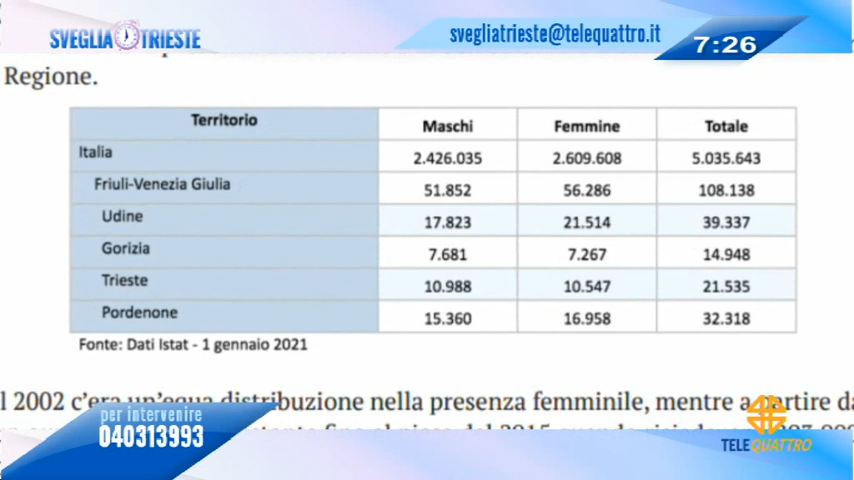 SVEGLIA TRIESTE
svegliatrieste@telequattro.it
7:26
Regione.
Territorio Maschi Femmine Totale
Italia 2.426.035 2.609.608 5.035.643
Friuli-Venezia Giulia 51.852 56.286 108.138
Udine 17.823 21.514 39.337
Gorizia 7.681 7.267 14.948
Trieste 10.988 10.547 21.535
Pordenone 15.360 16.958 32.318
Fonte: Dati Istat - 1 gennaio 2021
l 2002 c'era un'equa distribuzione nella presenza femminile, mentre a partire da
per intervenire
040313993
TELEQUATTRO